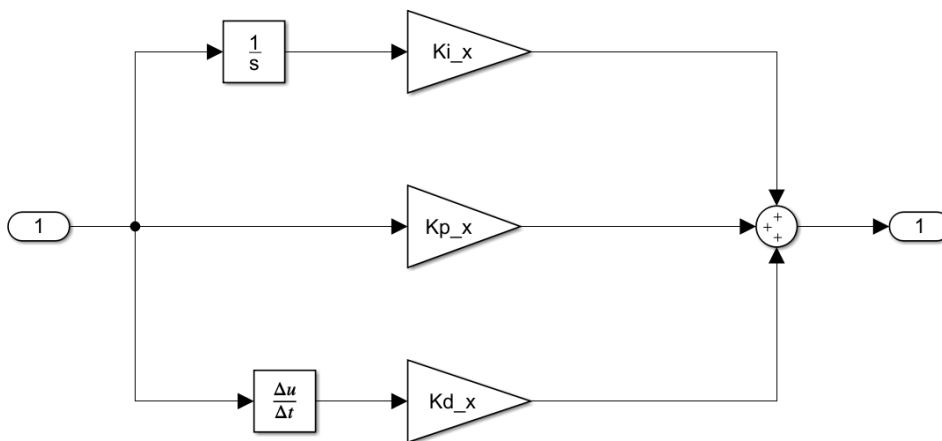 1
s
Ki_x
1
Kp_x
+
+
+
1
Δu
Δt
Kd_x